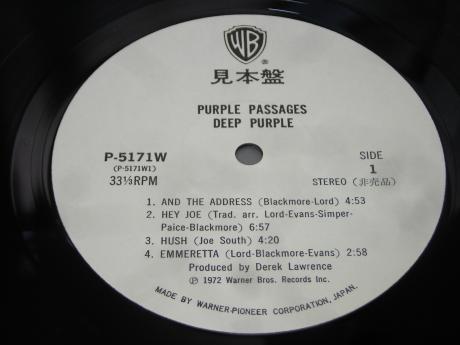 WB
®
見本盤
PURPLE PASSAGES
DEEP PURPLE
P-5171W
(P-5171W1)
33⅓RPM
SIDE
1
STEREO (非売品)
1. AND THE ADDRESS (Blackmore-Lord) 4:53
2. HEY JOE (Trad. arr. Lord-Evans-Simper-
Paice-Blackmore) 6:57
3. HUSH (Joe South) 4:20
4. EMMERETTA (Lord-Blackmore-Evans) 2:58
Produced by Derek Lawrence
Ⓟ 1972 Warner Bros. Records Inc.
MADE BY WARNER-PIONEER CORPORATION, JAPAN.